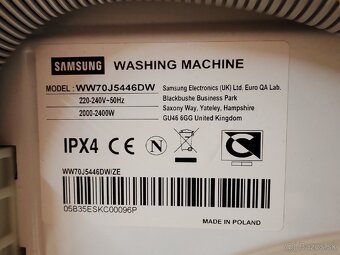 SAMSUNG WASHING MACHINE
MODEL: WW70J5446DW
220-240V~50Hz
2000-2400W
Samsung Electronics (UK) Ltd. Euro QA Lab.
Blackbushe Business Park
Saxony Way, Yateley, Hampshire
GU46 6GG United Kingdom
IPX4 CE N
WW70J5446DW/ZE
05B35ESKC00096P
MADE IN POLAND